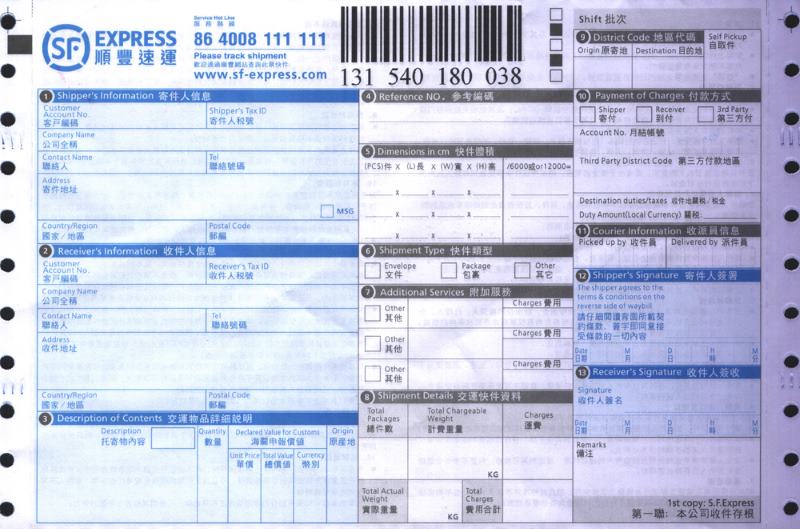 SF EXPRESS
順豐速運
Service Hot Line
服務熱線
86 4008 111 111
Please track shipment
歡迎通過順豐網站查詢此票快件
www.sf-express.com
131 540 180 038
Shift 批次
9 District Code 地區代碼
Self Pickup
自取件
Origin 原寄地
Destination 目的地
1 Shipper's Information 寄件人信息
Customer
Account No.
客戸編碼
Shipper's Tax ID
寄件人稅號
Company Name
公司全稱
Contact Name
聯絡人
Tel
聯絡號碼
Address
寄件地址
MSG
Country/Region
國家/地區
Postal Code
郵編
2 Receiver's Information 收件人信息
Customer
Account No.
客戸編碼
Receiver's Tax ID
收件人稅號
Company Name
公司全稱
Contact Name
聯絡人
Tel
聯絡號碼
Address
收件地址
Country/Region
國家/地區
Postal Code
郵編
3 Description of Contents 交運物品詳細說明
Description
托寄物內容
Quantity
數量
Declared Value for Customs
海關申報價值
Origin
原產地
Unit Price
單價
Total Value
總價值
Currency
幣別
4 Reference NO. 參考編碼
5 Dimensions in cm 快件體積
(PCS)件 x (L)長 x (W)寬 x (H)高
/6000或or12000=
x x x
x x x
6 Shipment Type 快件類型
Envelope
文件
Package
包裹
Other
其它
7 Additional Services 附加服務
Other
其他
Charges 費用
Other
其他
Charges 費用
Other
其他
Charges 費用
8 Shipment Details 交運快件資料
Total
Packages
總件數
Total Chargeable
Weight
計費重量
Charges
運費
KG
Total Actual
Weight
實際重量
KG
Total
Charges
費用合計
10 Payment of Charges 付款方式
Shipper
寄付
Receiver
到付
3rd Party
第三方付
Account No. 月結帳號
Third Party District Code 第三方付款地區
Destination duties/taxes 收件地關稅/稅金
Duty Amount(Local Currency) 關稅:
11 Courier Information 收派員信息
Picked up by 收件員
Delivered by 派件員
12 Shipper's Signature 寄件人簽署
The shipper agrees to the
terms & conditions on the
reverse side of waybill
請仔細閱讀背面所載契
約條款，簽字即同意接
受條款的一切內容
Date
日期
M
月
D
日
H
時
M
分
13 Receiver's Signature 收件人簽收
Signature
收件人簽名
Date
日期
M
月
D
日
H
時
M
分
Remarks
備注
1st copy: S.F.Express
第一聯：本公司收件存根